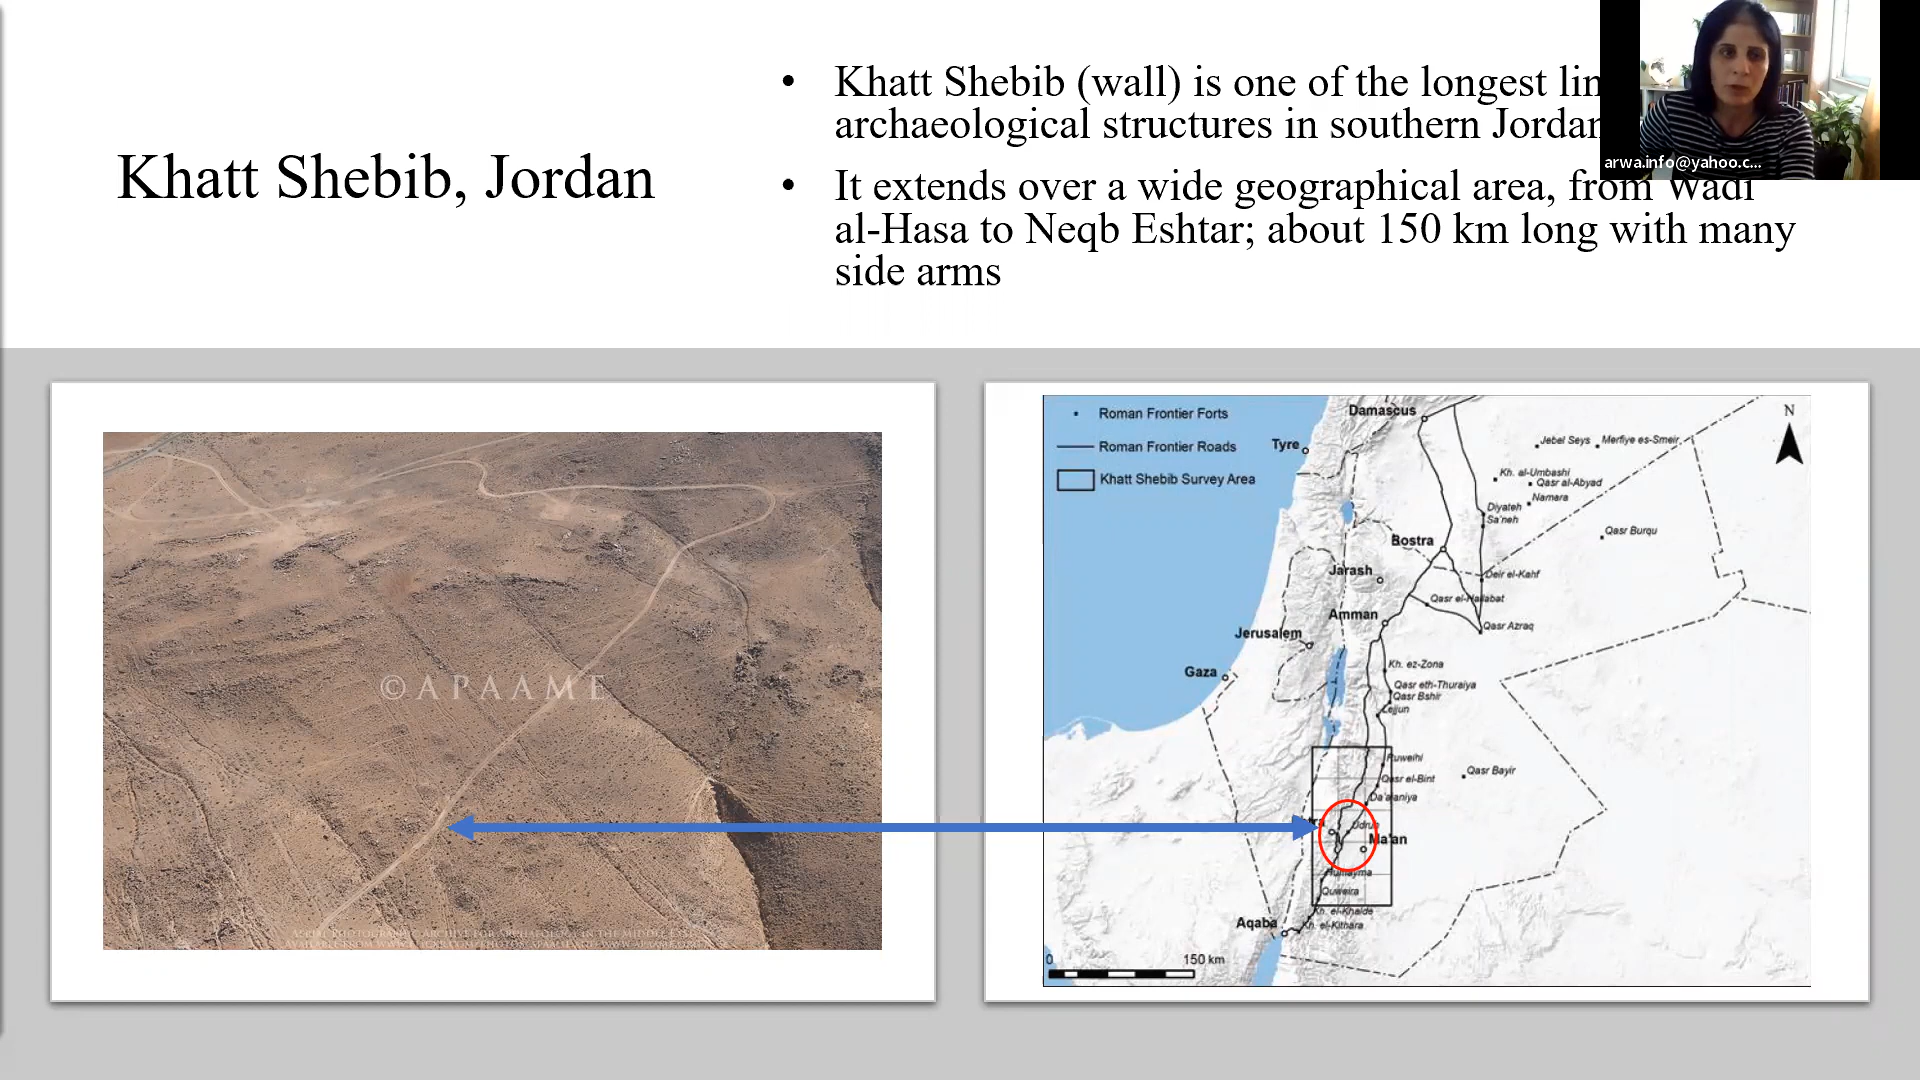 Khatt Shebib, Jordan
• Khatt Shebib (wall) is one of the longest lin
archaeological structures in southern Jordan
• It extends over a wide geographical area, from Wadi
al-Hasa to Neqb Eshtar; about 150 km long with many
side arms
arwa.info@yahoo.c...
©APAAME
Roman Frontier Forts
Roman Frontier Roads
Khatt Shebib Survey Area
N
Damascus
Tyre
Jebel Seys
Merfiye es-Smeir
Kh. al-Umbashi
Qasr al-Abyad
Namara
Diyateh
Sa'neh
Qasr Burqu
Bostra
Jarash
Deir el-Kahf
Qasr el-Hallabat
Amman
Qasr Azraq
Jerusalem
Kh. ez-Zona
Gaza
Qasr eth-Thuraiya
Qasr Bshir
Lejjun
Ruweihi
Qasr el-Bint
Qasr Bayir
Da'ajaniya
tra
Udruh
Ma'an
Humayma
Quweira
Kh. el-Khalde
Aqaba
Kh. el-Kithara
0
150 km